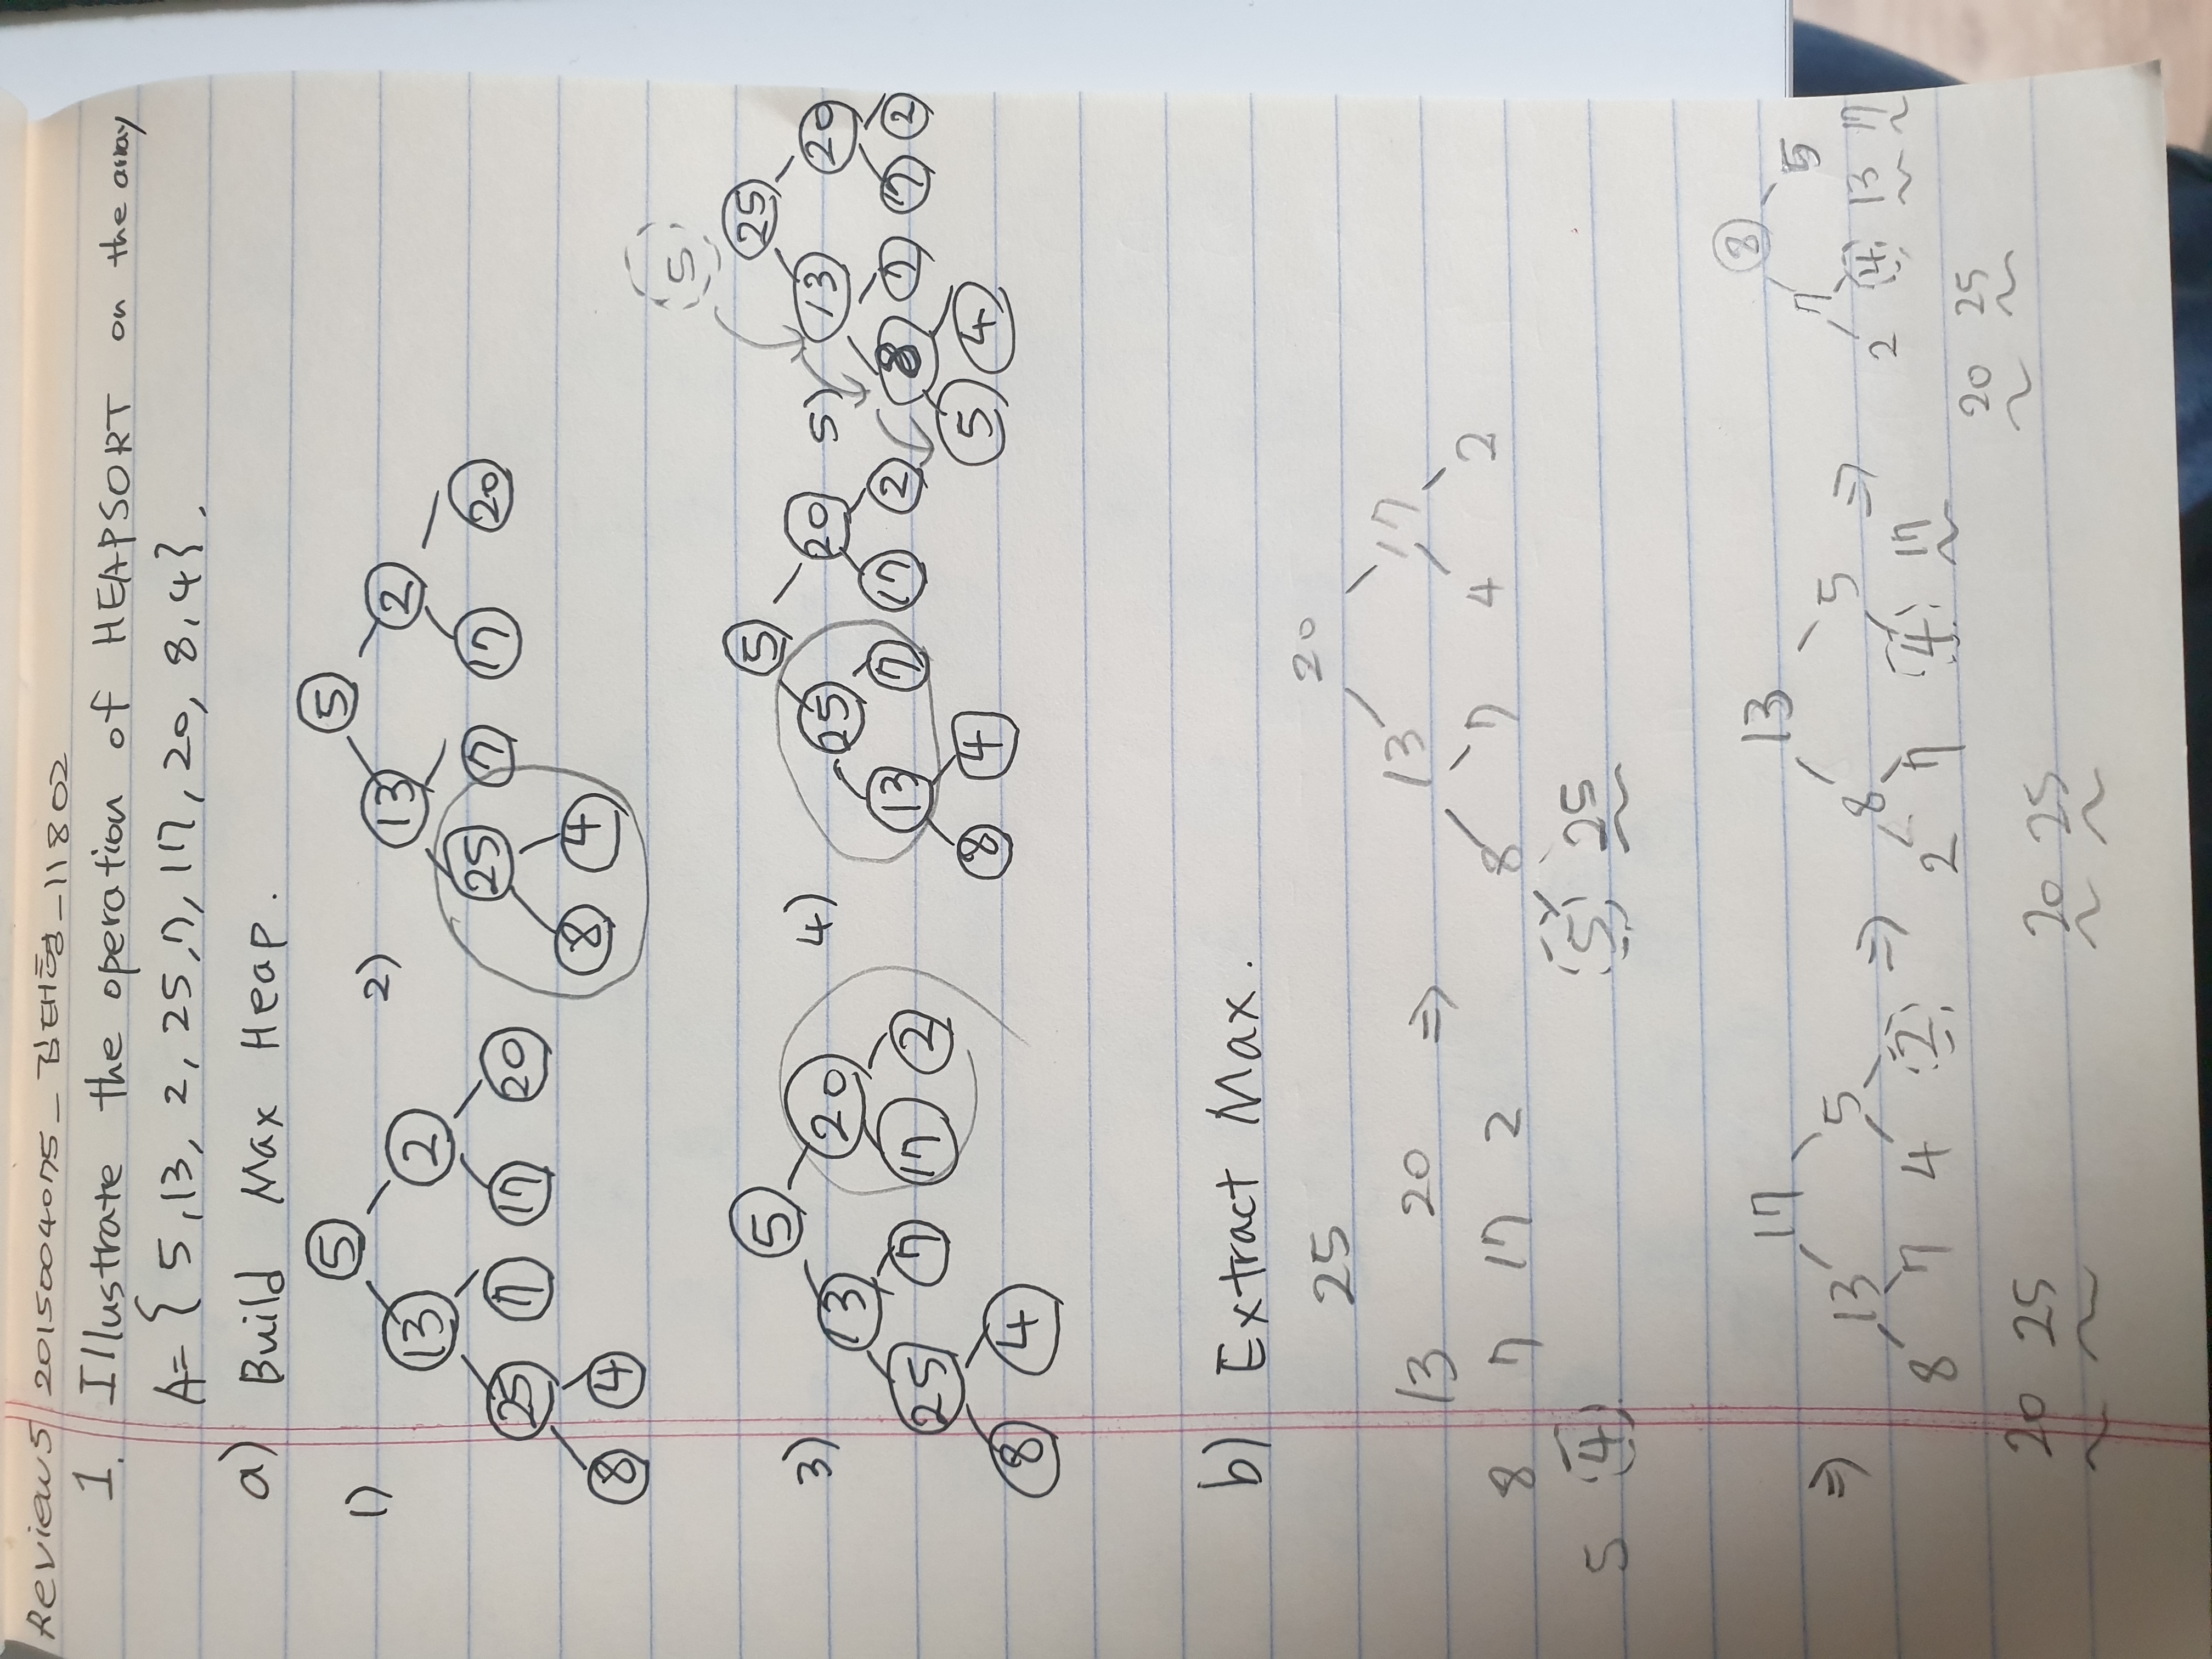 Review5 2015004075_김태형_11802
1. Illustrate the operation of HEAPSORT on the array
A= { 5, 13, 2, 25, 7, 17, 20, 8, 4 }.
a) Build Max Heap.
1)
5
13 2
25 7 17 20
8 4
2)
5
13 2
25 7 17 20
8 4
3)
5
13 20
25 7 17 2
8 4
4)
5
25 20
13 7 17 2
8 4
5)
5
25
13 20
8 7 17 2
5 4
b) Extract Max.
25
13 20
8 7 17 2
5 4
⇒
20
13 17
8 7 4 2
5 25
⇒
17
13 5
8 7 4 2
20 25
⇒
13
8 5
2 7 4 17
20 25
⇒
8
7 5
2 4 13 17
20 25